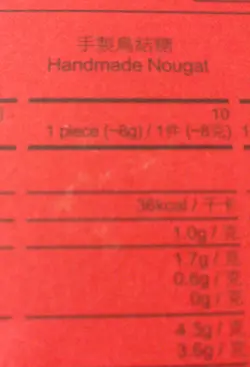 手製鳥結糖
Handmade Nougat
10
1 piece (~8g) / 1件 (~8克)
36kcal / 千卡
1.0g / 克
1.7g / 克
0.6g / 克
0g / 克
4.3g / 克
3.6g / 克